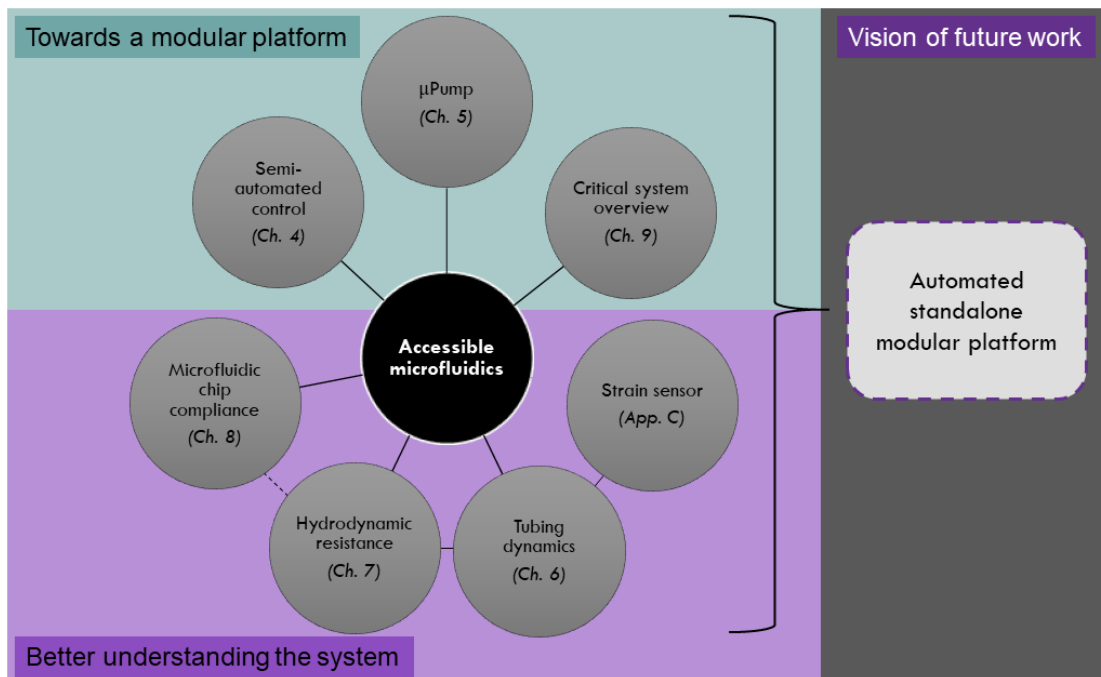 Towards a modular platform
Vision of future work
μPump
(Ch. 5)
Semi-
automated
control
(Ch. 4)
Critical system
overview
(Ch. 9)
Automated
standalone
modular platform
Accessible
microfluidics
Microfluidic
chip
compliance
(Ch. 8)
Strain sensor
(App. C)
Hydrodynamic
resistance
(Ch. 7)
Tubing
dynamics
(Ch. 6)
Better understanding the system